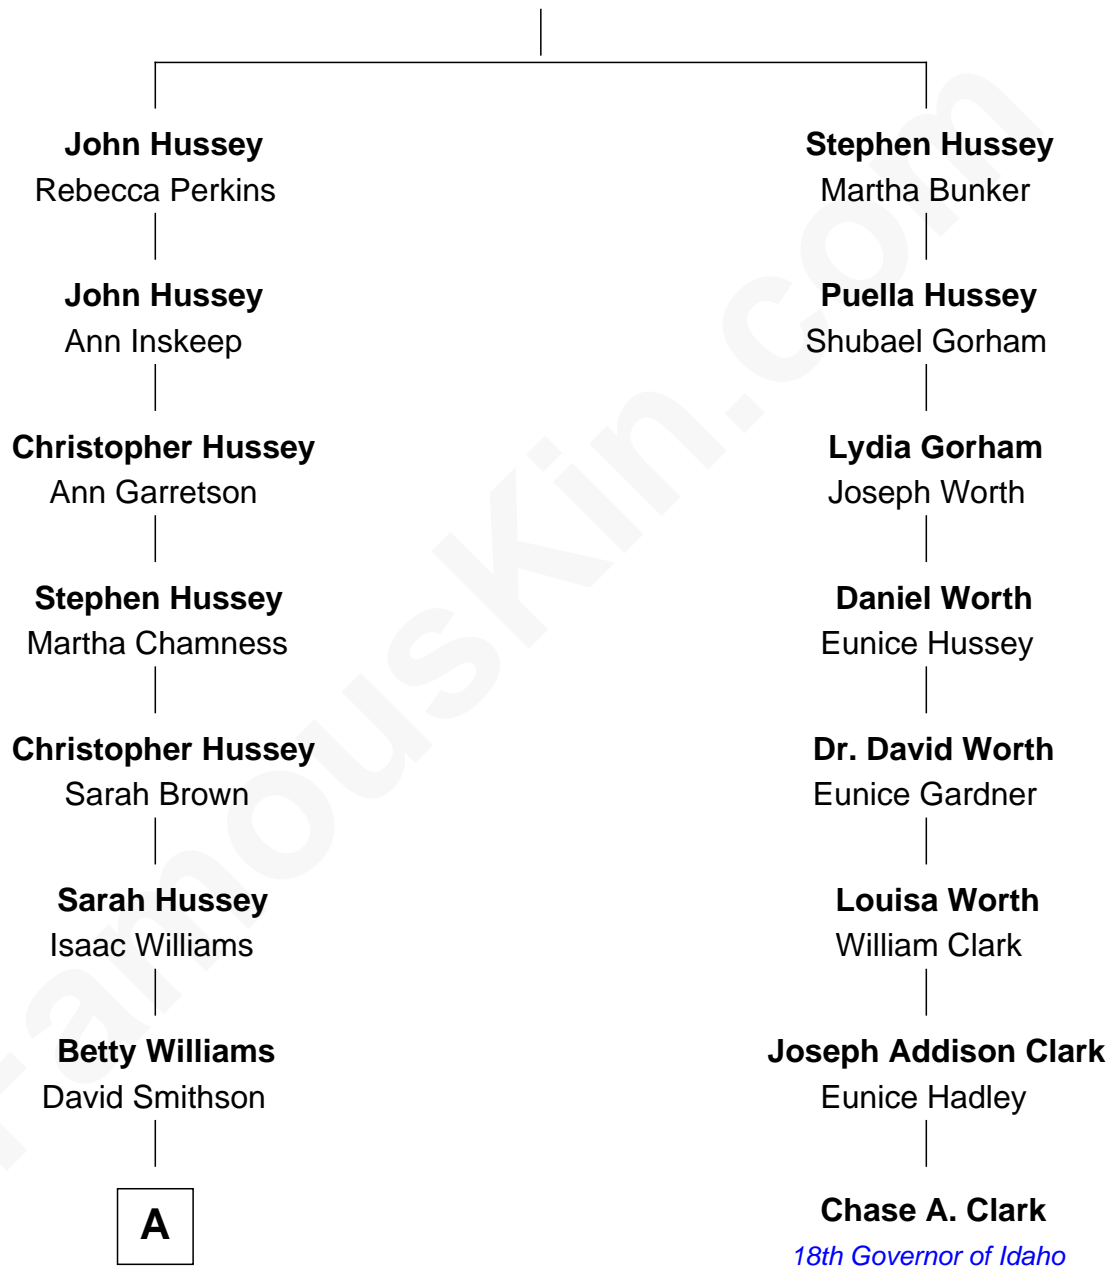 John Hussey
Rebecca Perkins
John Hussey
Ann Inskeep
Christopher Hussey
Ann Garretson
Stephen Hussey
Martha Chamness
Christopher Hussey
Sarah Brown
Sarah Hussey
Isaac Williams
Betty Williams
David Smithson
A
Stephen Hussey
Martha Bunker
Puella Hussey
Shubael Gorham
Lydia Gorham
Joseph Worth
Daniel Worth
Eunice Hussey
Dr. David Worth
Eunice Gardner
Louisa Worth
William Clark
Joseph Addison Clark
Eunice Hadley
Chase A. Clark
18th Governor of Idaho
FamousKin.com